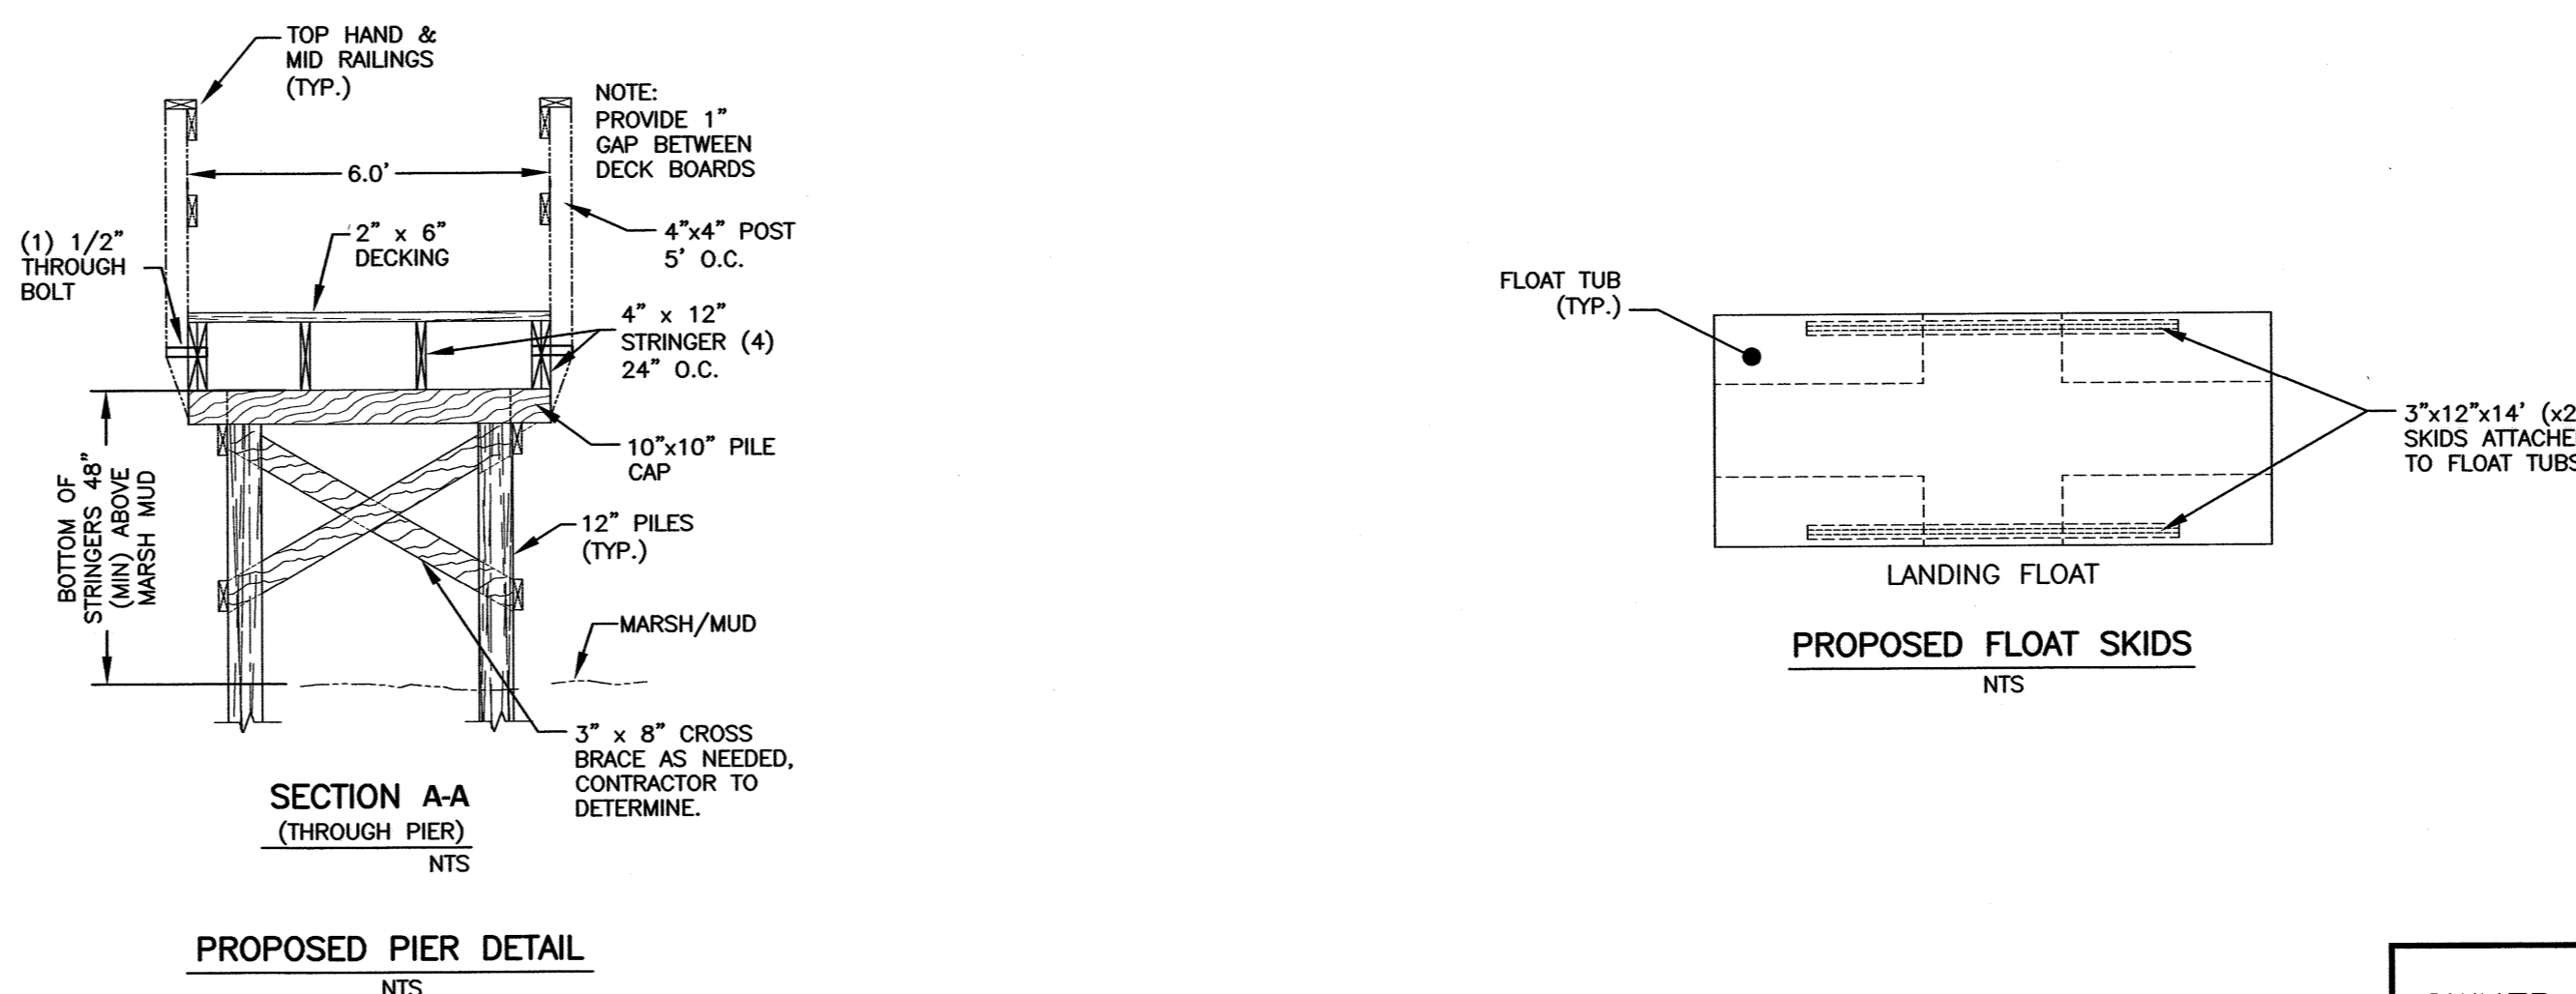 TOP HAND &
MID RAILINGS
(TYP.)
NOTE:
PROVIDE 1"
GAP BETWEEN
DECK BOARDS
6.0'
(1) 1/2"
THROUGH
BOLT
2" x 6"
DECKING
4"x4" POST
5' O.C.
4" x 12"
STRINGER (4)
24" O.C.
10"x10" PILE
CAP
BOTTOM OF
STRINGERS 48"
(MIN) ABOVE
MARSH MUD
12" PILES
(TYP.)
MARSH/MUD
3" x 8" CROSS
BRACE AS NEEDED,
CONTRACTOR TO
DETERMINE.
SECTION A-A
(THROUGH PIER)
NTS
PROPOSED PIER DETAIL
NTS
FLOAT TUB
(TYP.)
3"x12"x14' (x2
SKIDS ATTACHE
TO FLOAT TUBS
LANDING FLOAT
PROPOSED FLOAT SKIDS
NTS